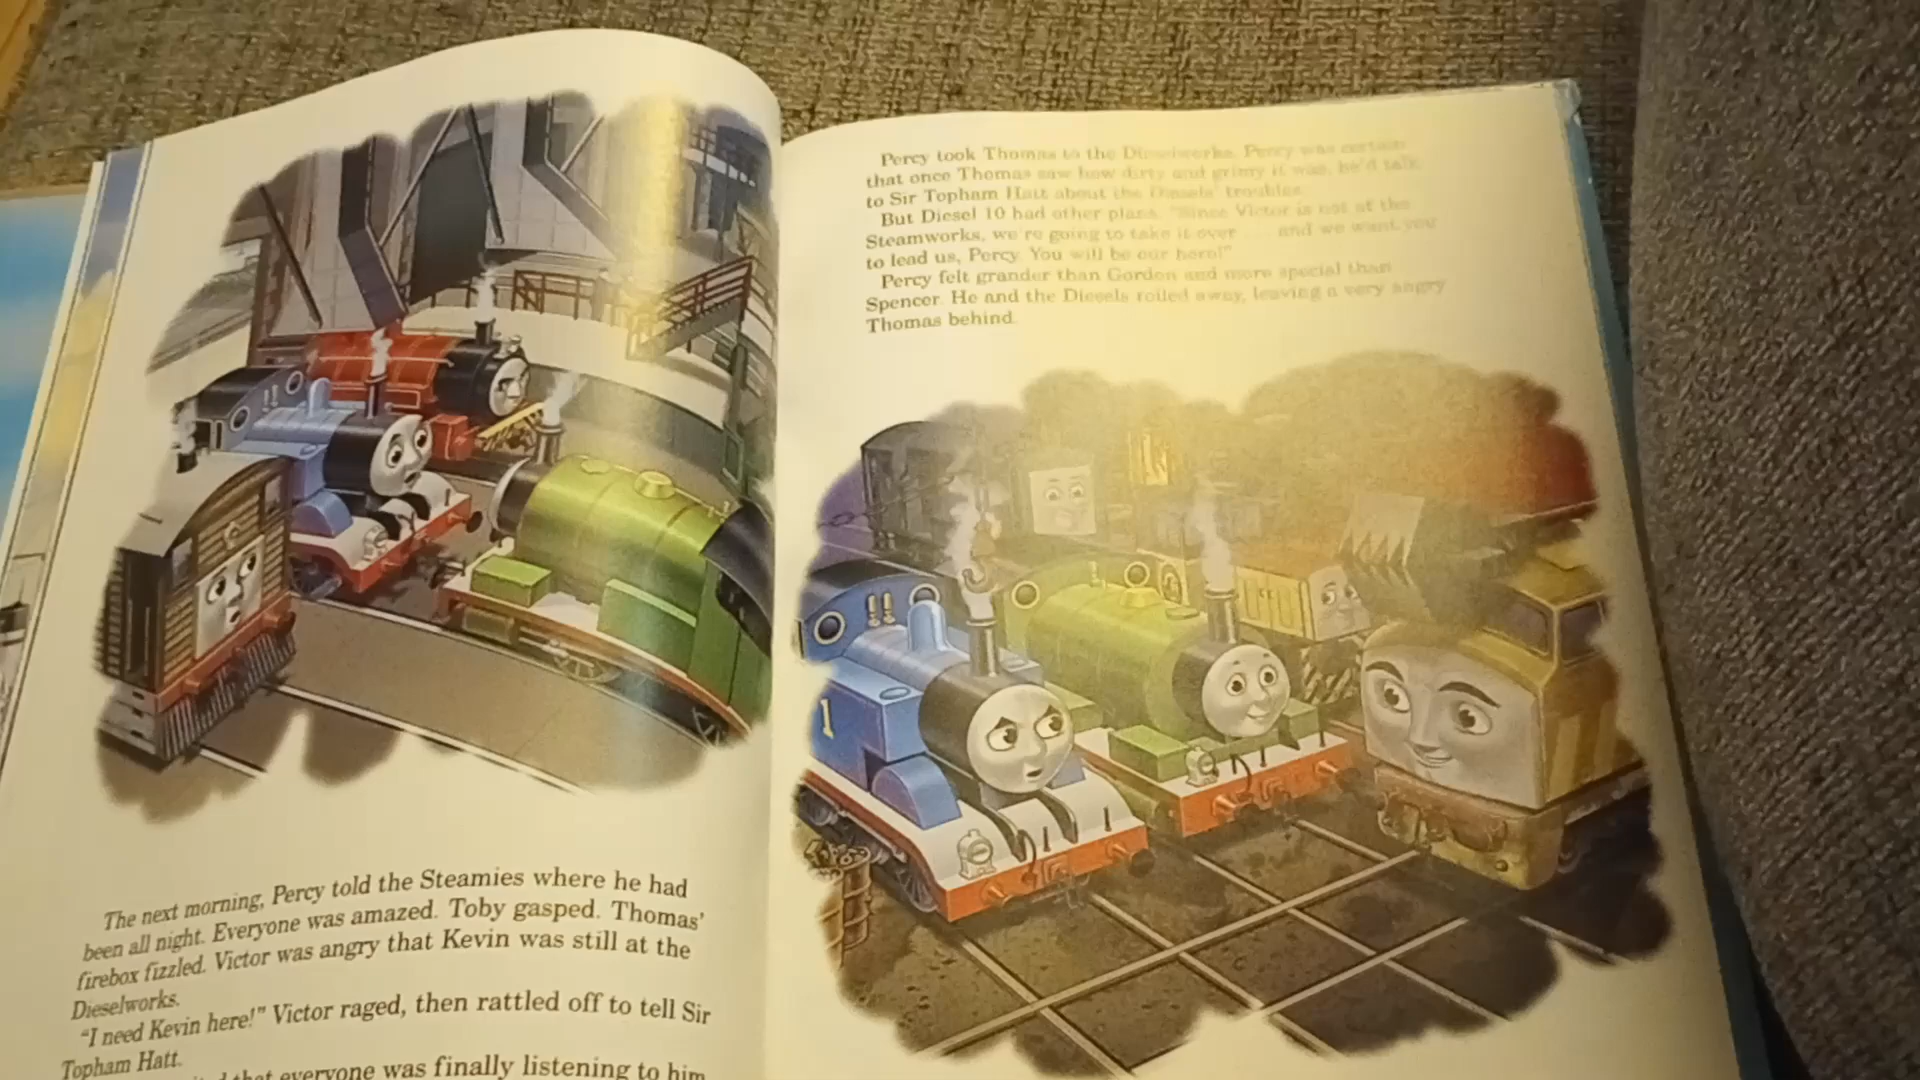 The next morning, Percy told the Steamies where he had
been all night. Everyone was amazed. Toby gasped. Thomas'
firebox fizzled. Victor was angry that Kevin was still at the
Dieselworks.
"I need Kevin here!" Victor raged, then rattled off to tell Sir
Topham Hatt.
that everyone was finally listening to him
Percy took Thomas to the Dieselworks. Percy was certain
that once Thomas saw how dirty and grimy it was, he'd talk
to Sir Topham Hatt about the Diesels' troubles.
But Diesel 10 had other plans. "Since Victor is not at the
Steamworks, we're going to take it over . . . and we want you
to lead us, Percy. You will be our hero!"
Percy felt grander than Gordon and more special than
Spencer. He and the Diesels rolled away, leaving a very angry
Thomas behind.
1